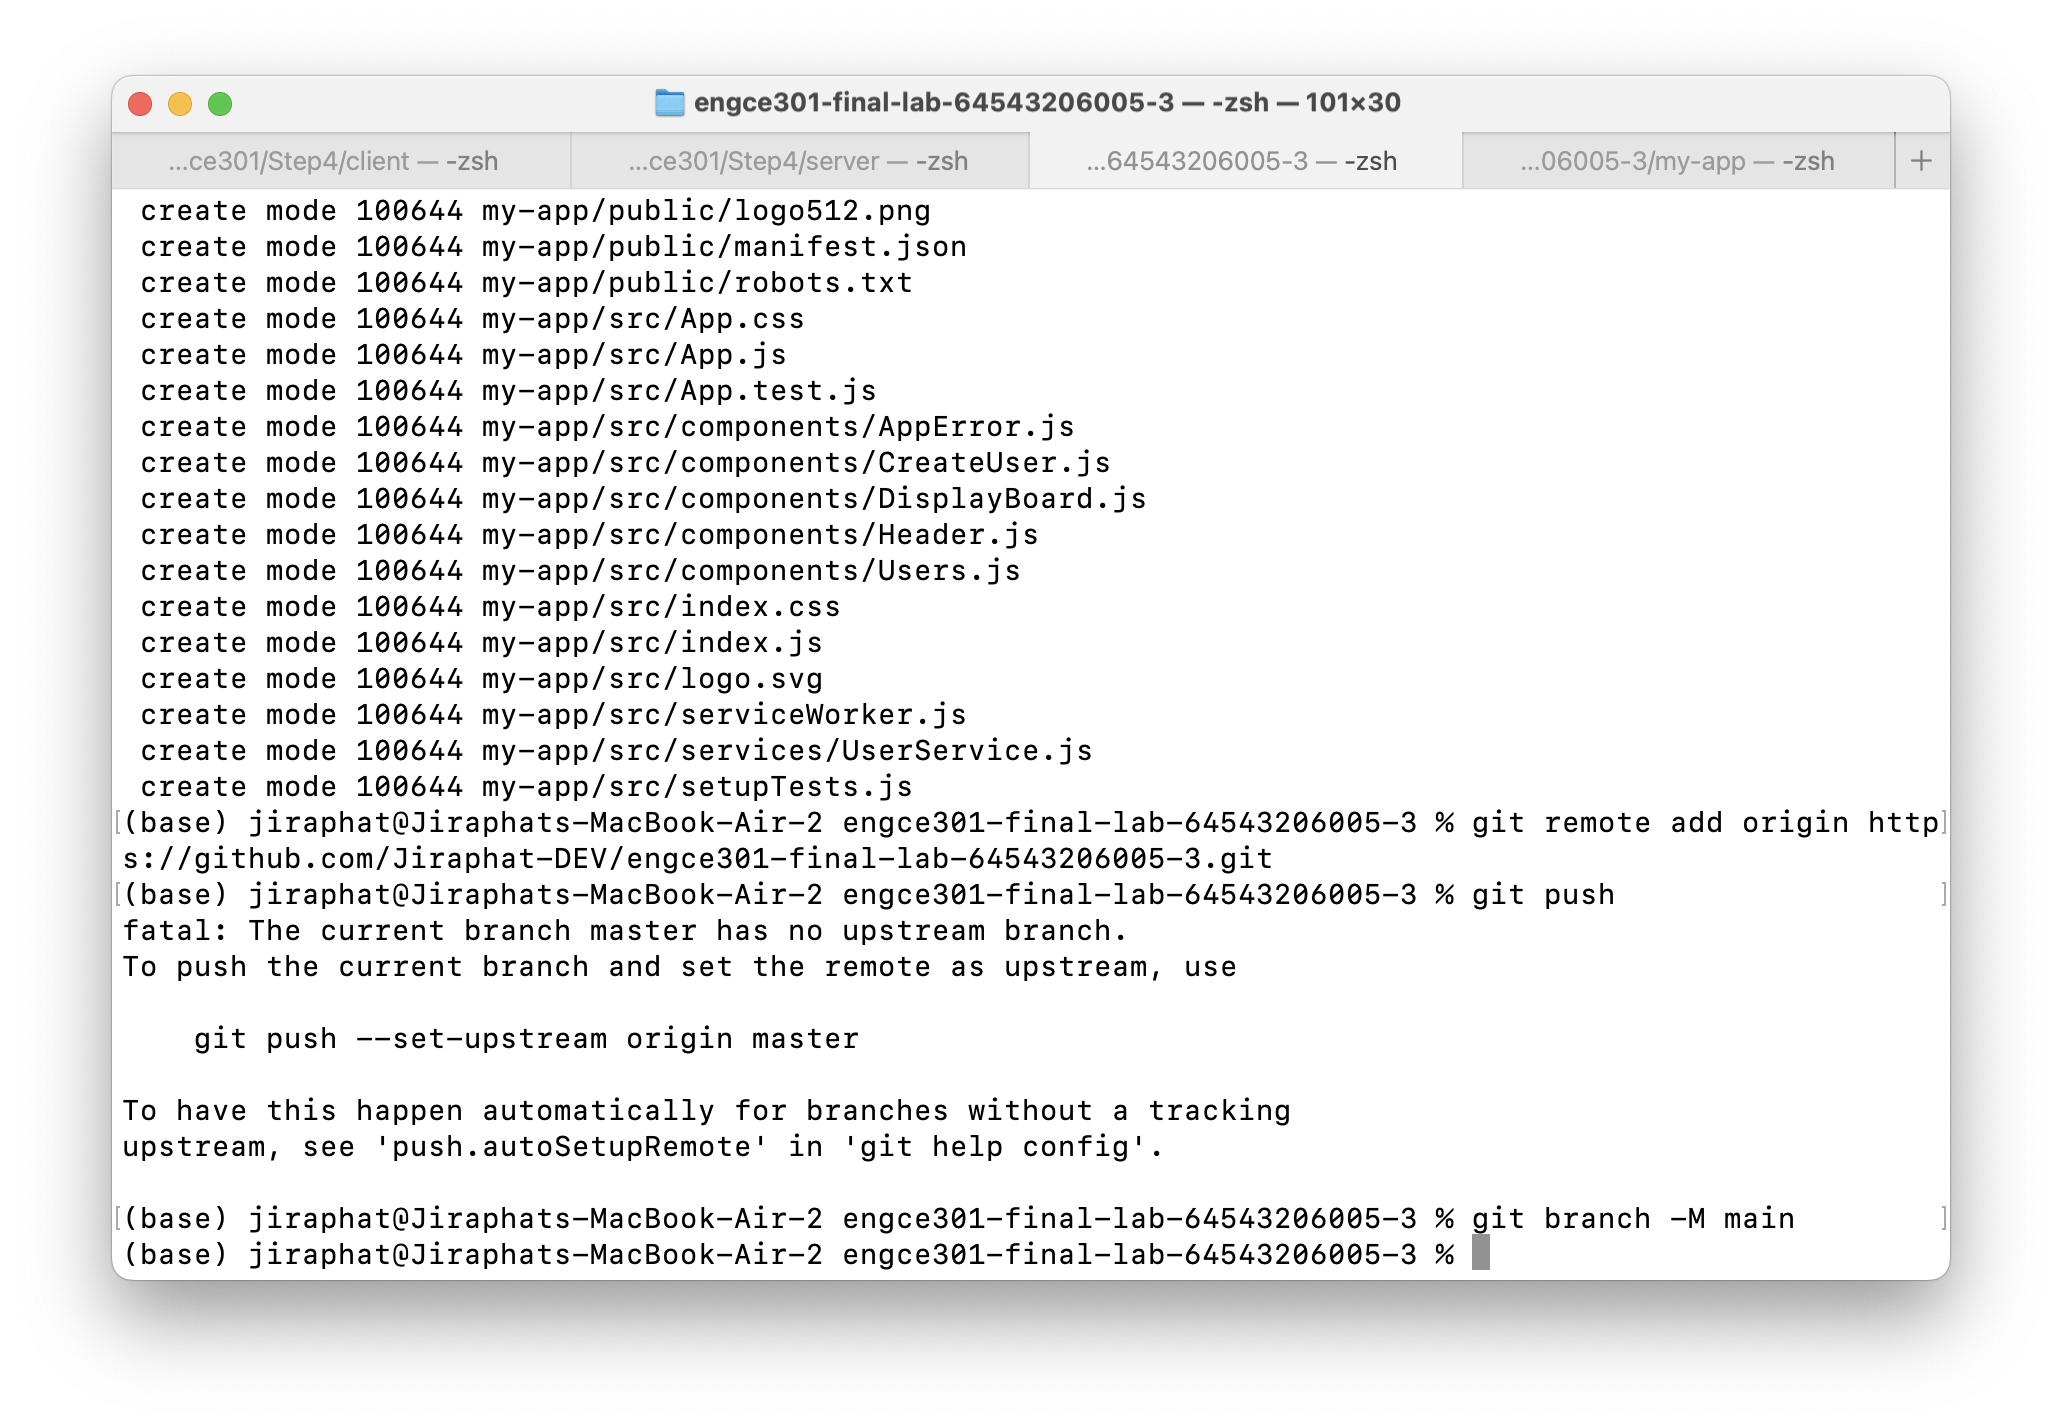 engce301-final-lab-64543206005-3 — -zsh — 101×30
...ce301/Step4/client — -zsh
...ce301/Step4/server — -zsh
...64543206005-3 — -zsh
...06005-3/my-app — -zsh
+
create mode 100644 my-app/public/logo512.png
create mode 100644 my-app/public/manifest.json
create mode 100644 my-app/public/robots.txt
create mode 100644 my-app/src/App.css
create mode 100644 my-app/src/App.js
create mode 100644 my-app/src/App.test.js
create mode 100644 my-app/src/components/AppError.js
create mode 100644 my-app/src/components/CreateUser.js
create mode 100644 my-app/src/components/DisplayBoard.js
create mode 100644 my-app/src/components/Header.js
create mode 100644 my-app/src/components/Users.js
create mode 100644 my-app/src/index.css
create mode 100644 my-app/src/index.js
create mode 100644 my-app/src/logo.svg
create mode 100644 my-app/src/serviceWorker.js
create mode 100644 my-app/src/services/UserService.js
create mode 100644 my-app/src/setupTests.js
[(base) jiraphat@Jiraphats-MacBook-Air-2 engce301-final-lab-64543206005-3 % git remote add origin http]
s://github.com/Jiraphat-DEV/engce301-final-lab-64543206005-3.git
[(base) jiraphat@Jiraphats-MacBook-Air-2 engce301-final-lab-64543206005-3 % git push ]
fatal: The current branch master has no upstream branch.
To push the current branch and set the remote as upstream, use
git push --set-upstream origin master
To have this happen automatically for branches without a tracking
upstream, see 'push.autoSetupRemote' in 'git help config'.
[(base) jiraphat@Jiraphats-MacBook-Air-2 engce301-final-lab-64543206005-3 % git branch -M main ]
(base) jiraphat@Jiraphats-MacBook-Air-2 engce301-final-lab-64543206005-3 %